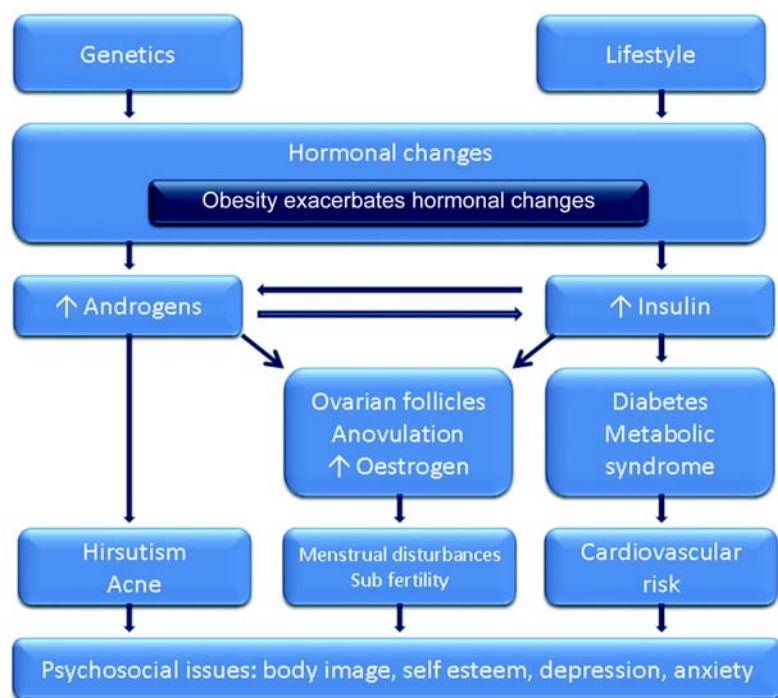 Genetics
Lifestyle
Hormonal changes
Obesity exacerbates hormonal changes
↑ Androgens
↑ Insulin
Ovarian follicles
Anovulation
↑ Oestrogen
Diabetes
Metabolic
syndrome
Hirsutism
Acne
Menstrual disturbances
Sub fertility
Cardiovascular
risk
Psychosocial issues: body image, self esteem, depression, anxiety